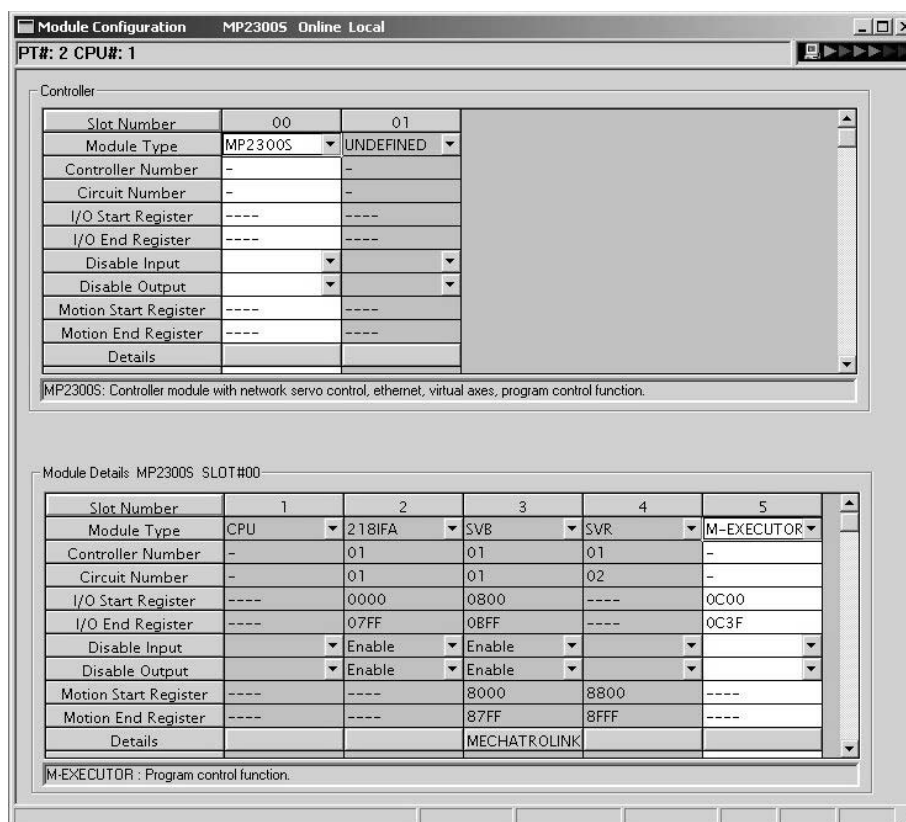 Module Configuration MP2300S Online Local
PT#: 2 CPU#: 1
Controller
Slot Number 00 01
Module Type MP2300S UNDEFINED
Controller Number - -
Circuit Number - -
I/O Start Register ---- ----
I/O End Register ---- ----
Disable Input
Disable Output
Motion Start Register ---- ----
Motion End Register ---- ----
Details
MP2300S: Controller module with network servo control, ethernet, virtual axes, program control function.
Module Details MP2300S SLOT#00
Slot Number 1 2 3 4 5
Module Type CPU 218IFA SVB SVR M-EXECUTOR
Controller Number - 01 01 01 -
Circuit Number - 01 01 02 -
I/O Start Register ---- 0000 0800 ---- 0C00
I/O End Register ---- 07FF 0BFF ---- 0C3F
Disable Input Enable Enable
Disable Output Enable Enable
Motion Start Register ---- ---- 8000 8800 ----
Motion End Register ---- ---- 87FF 8FFF ----
Details MECHATROLINK
M-EXECUTOR : Program control function.